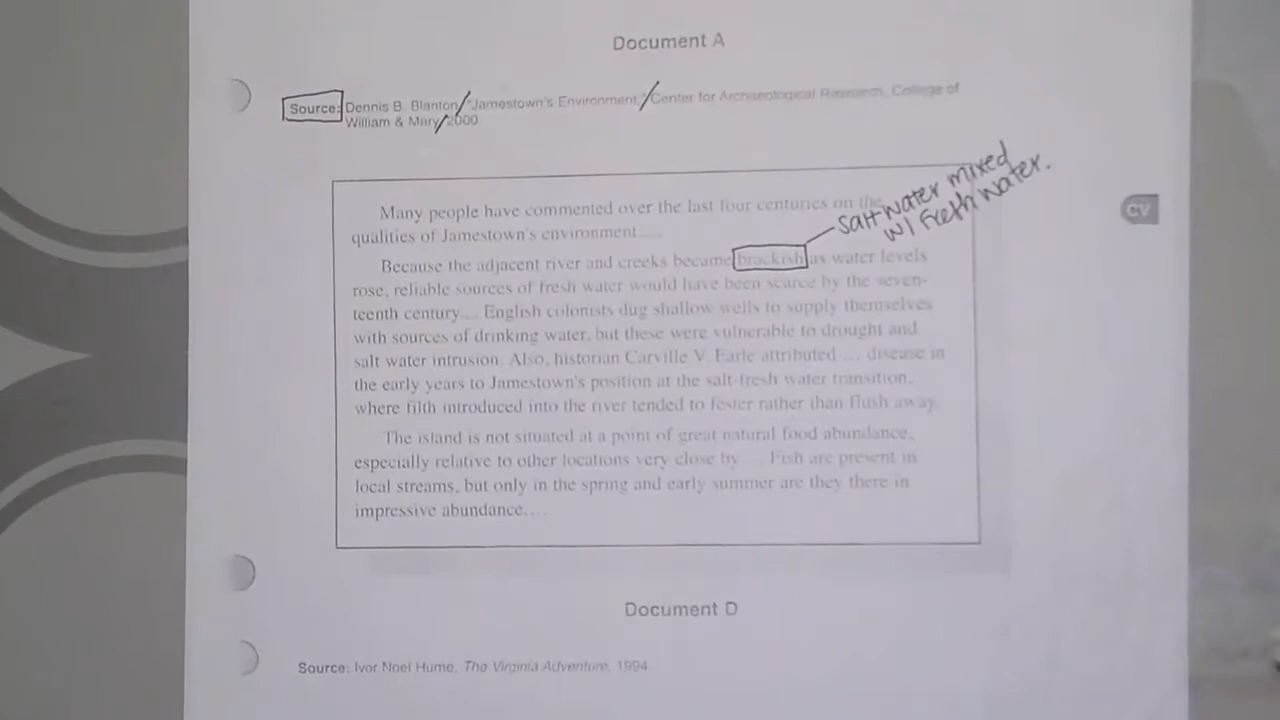 Document A
Source: Dennis B. Blanton, "Jamestown's Environment," Center for Archaeological Research, College of
William & Mary, 2000.
salt water mixed
w/ Fresh water.
Many people have commented over the last four centuries on the
qualities of Jamestown's environment ....
CV
Because the adjacent river and creeks became brackish as water levels
rose, reliable sources of fresh water would have been scarce by the seven-
teenth century.... English colonists dug shallow wells to supply themselves
with sources of drinking water, but these were vulnerable to drought and
salt water intrusion. Also, historian Carville V. Earle attributed ... disease in
the early years to Jamestown's position at the salt-fresh water transition,
where filth introduced into the river tended to fester rather than flush away.
The island is not situated at a point of great natural food abundance,
especially relative to other locations very close by .... Fish are present in
local streams, but only in the spring and early summer are they there in
impressive abundance....
Document D
Source: Ivor Noel Hume, The Virginia Adventure, 1994.